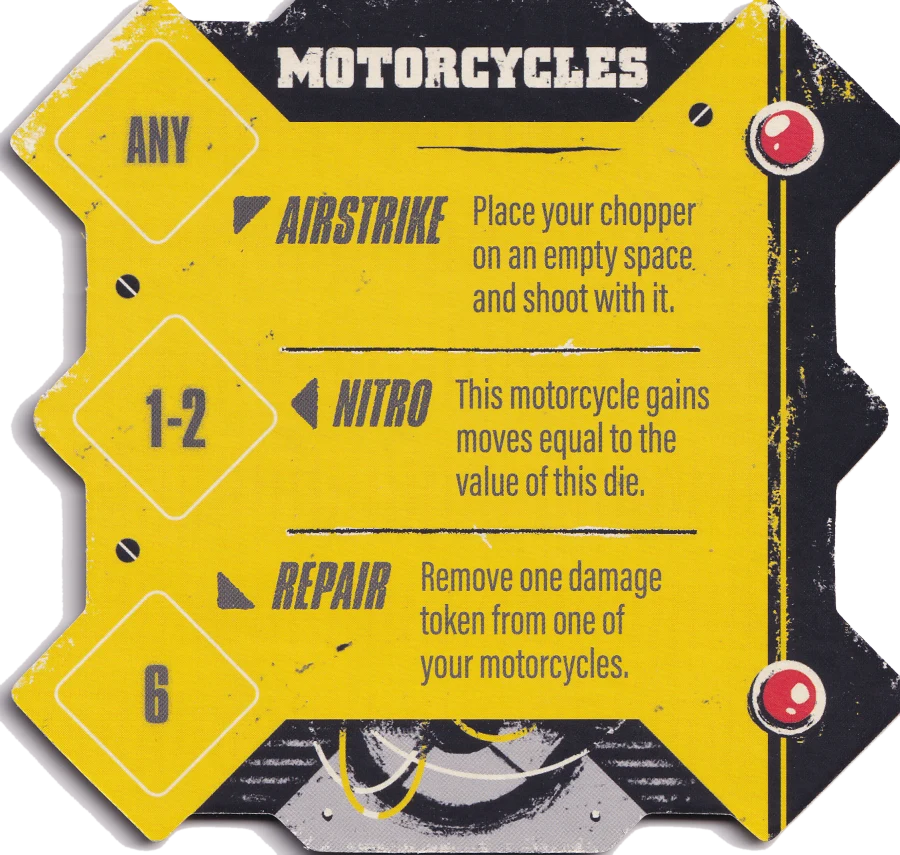 MOTORCYCLES
ANY
AIRSTRIKE
Place your chopper
on an empty space
and shoot with it.
1-2
NITRO
This motorcycle gains
moves equal to the
value of this die.
REPAIR
Remove one damage
token from one of
your motorcycles.
6